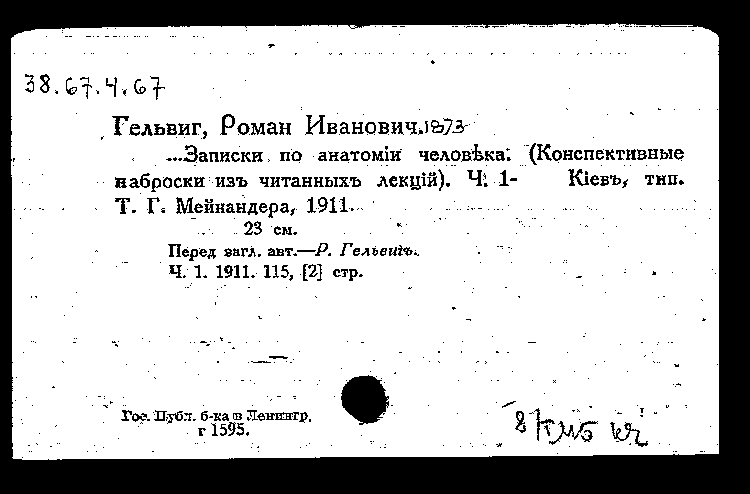 38.67.4.67
Гельвиг, Роман Иванович. 1873-
...Записки по анатоміи человѣка. (Конспективные
наброски изъ читанныхъ лекцій). Ч. 1- Кіевъ, тип.
Т. Г. Мейнандера, 1911.
23 см.
Перед загл. авт.—Р. Гельвигъ.
Ч. 1. 1911. 115, [2] стр.
Гос. Публ. б-ка в Ленингр.
г 1595.